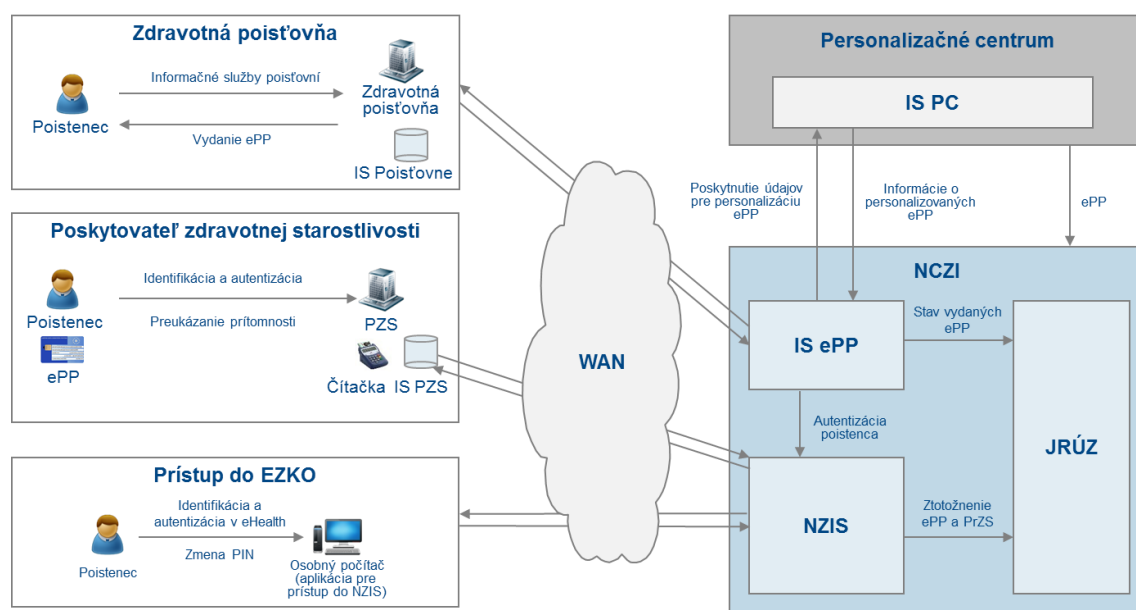 Zdravotná poisťovňa
Informačné služby poisťovní
Poistenec
Zdravotná
poisťovňa
Vydanie ePP
IS Poisťovne
Poskytovateľ zdravotnej starostlivosti
Identifikácia a autentizácia
Poistenec
Preukázanie prítomnosti
PZS
ePP
Čítačka
IS PZS
Prístup do EZKO
Identifikácia a
autentizácia v eHealth
Zmena PIN
Poistenec
Osobný počítač
(aplikácia pre
prístup do NZIS)
WAN
Personalizačné centrum
IS PC
Poskytnutie údajov
pre personalizáciu
ePP
Informácie o
personalizovaných
ePP
ePP
NCZI
IS ePP
Stav vydaných
ePP
Autentizácia
poistenca
JRÚZ
NZIS
Ztotožnenie
ePP a PrZS